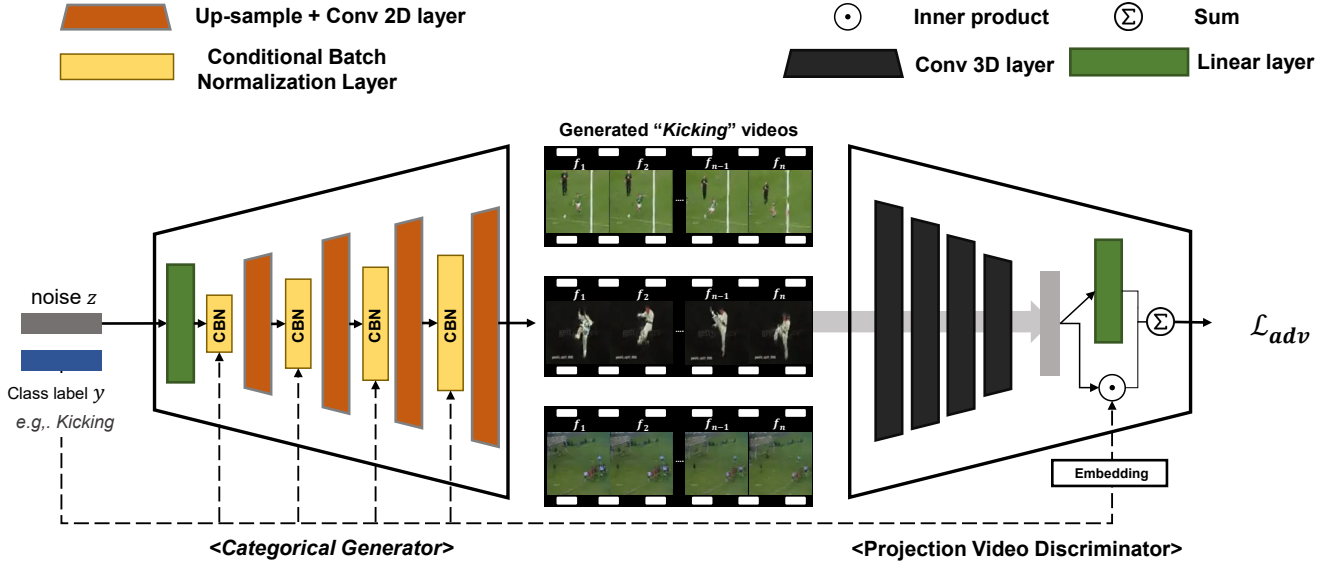 Up-sample + Conv 2D layer
Conditional Batch
Normalization Layer
Inner product
Σ
Sum
Conv 3D layer
Linear layer
Generated “Kicking” videos
f1 f2 fn−1 fn
....
f1 f2 fn−1 fn
....
f1 f2 fn−1 fn
....
noise z
Class label y
e.g,. Kicking
CBN
CBN
CBN
CBN
Σ
ℒadv
Embedding
<Categorical Generator>
<Projection Video Discriminator>